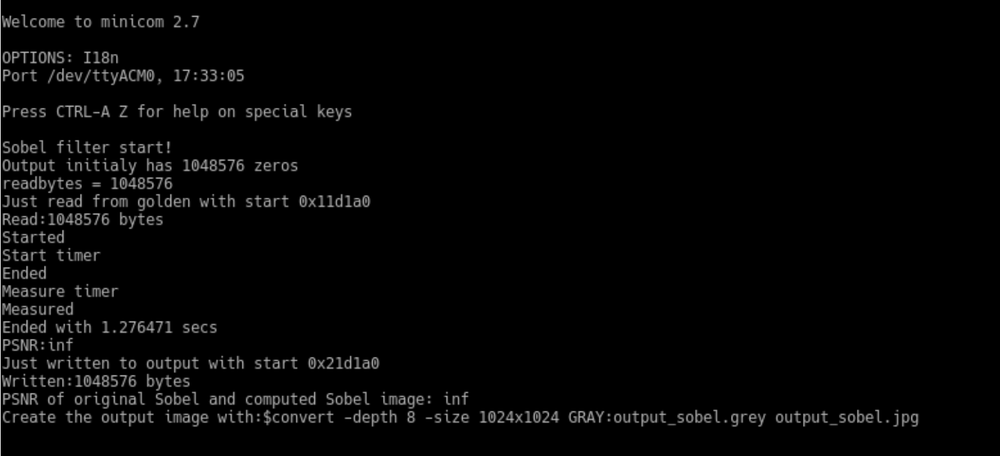 Welcome to minicom 2.7
OPTIONS: I18n
Port /dev/ttyACM0, 17:33:05
Press CTRL-A Z for help on special keys
Sobel filter start!
Output initialy has 1048576 zeros
readbytes = 1048576
Just read from golden with start 0x11d1a0
Read:1048576 bytes
Started
Start timer
Ended
Measure timer
Measured
Ended with 1.276471 secs
PSNR:inf
Just written to output with start 0x21d1a0
Written:1048576 bytes
PSNR of original Sobel and computed Sobel image: inf
Create the output image with:$convert -depth 8 -size 1024x1024 GRAY:output_sobel.grey output_sobel.jpg